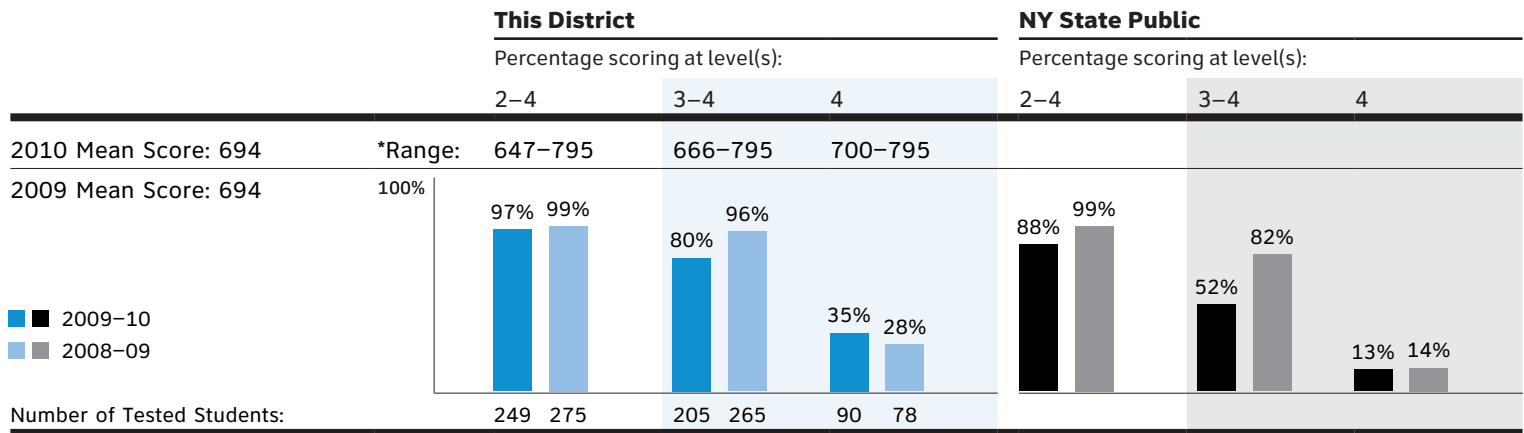 This District NY State Public
Percentage scoring at level(s): Percentage scoring at level(s):
2–4 3–4 4 2–4 3–4 4
2010 Mean Score: 694 *Range: 647–795 666–795 700–795
2009 Mean Score: 694 100%
97% 99% 80% 96% 35% 28% 88% 99% 52% 82% 13% 14%
2009–10
2008–09
Number of Tested Students: 249 275 205 265 90 78